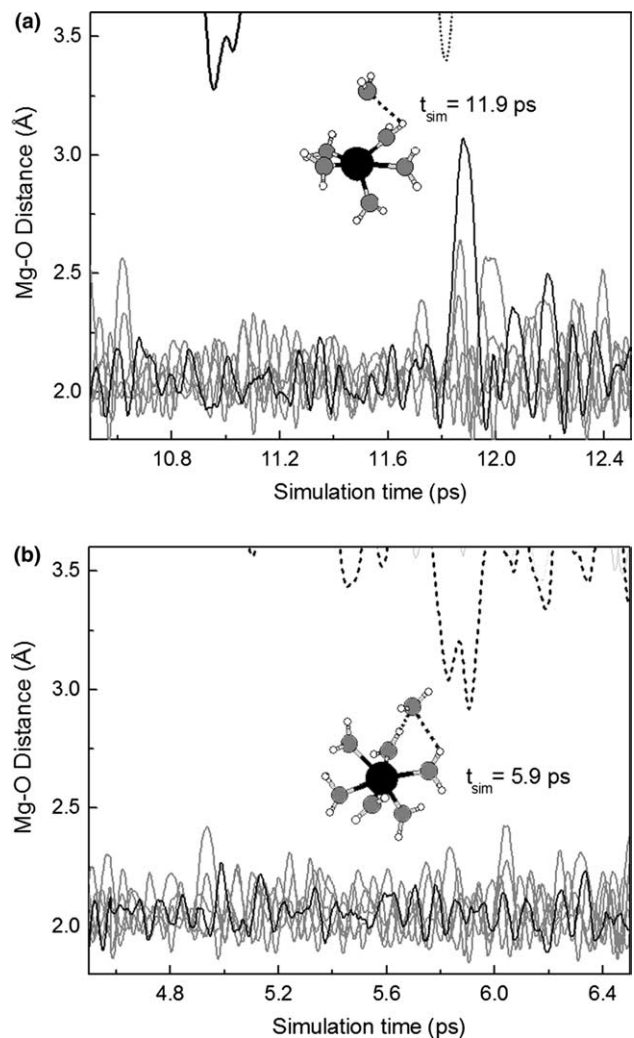 (a)
3.5
3.0
2.5
2.0
Mg-O Distance (Å)
t_sim = 11.9 ps
10.8 11.2 11.6 12.0 12.4
Simulation time (ps)
(b)
3.5
3.0
2.5
2.0
Mg-O Distance (Å)
t_sim = 5.9 ps
4.8 5.2 5.6 6.0 6.4
Simulation time (ps)